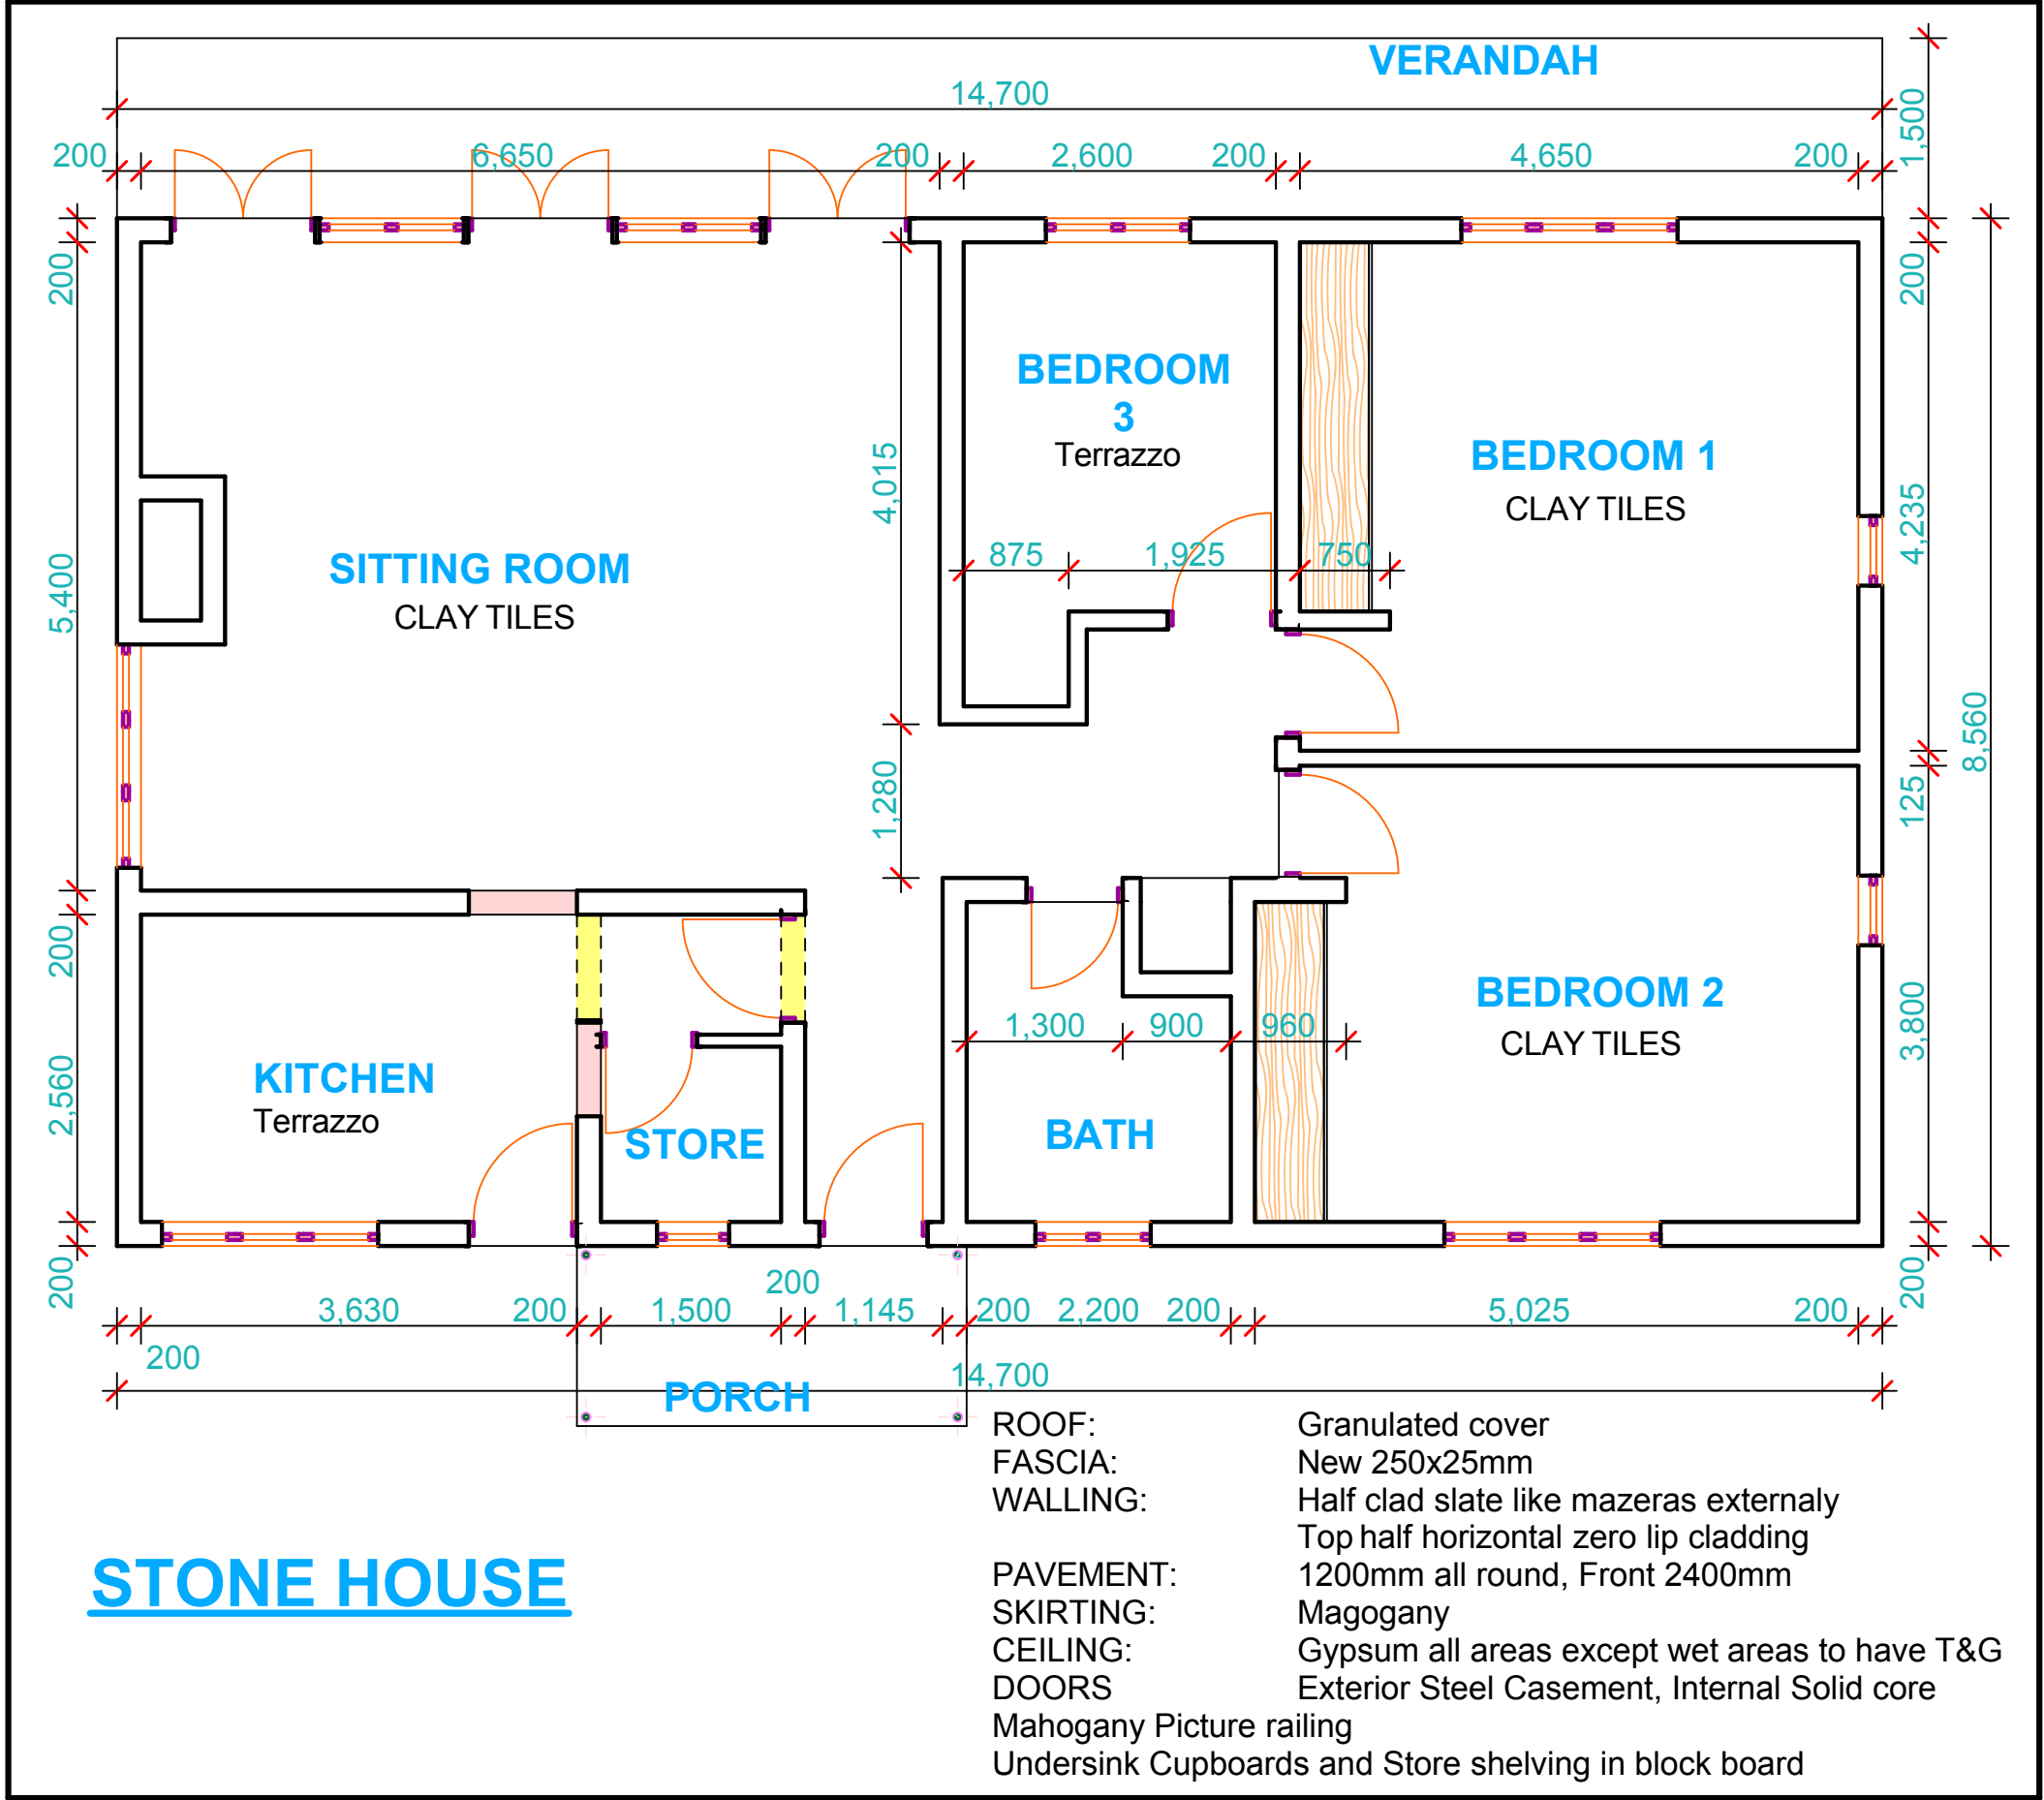 VERANDAH
14,700
1,500
200
6,650
200
2,600
200
4,650
200
200
200
BEDROOM
3
Terrazzo
BEDROOM 1
CLAY TILES
4,015
4,235
875
1,925
750
SITTING ROOM
CLAY TILES
5,400
8,560
1,280
125
200
BEDROOM 2
CLAY TILES
1,300
900
960
3,800
KITCHEN
Terrazzo
2,560
STORE
BATH
200
200
200
3,630
200
1,500
1,145
200
2,200
200
5,025
200
200
14,700
PORCH
ROOF: Granulated cover
FASCIA: New 250x25mm
WALLING: Half clad slate like mazeras externaly
Top half horizontal zero lip cladding
PAVEMENT: 1200mm all round, Front 2400mm
SKIRTING: Magogany
CEILING: Gypsum all areas except wet areas to have T&G
DOORS Exterior Steel Casement, Internal Solid core
Mahogany Picture railing
Undersink Cupboards and Store shelving in block board
STONE HOUSE